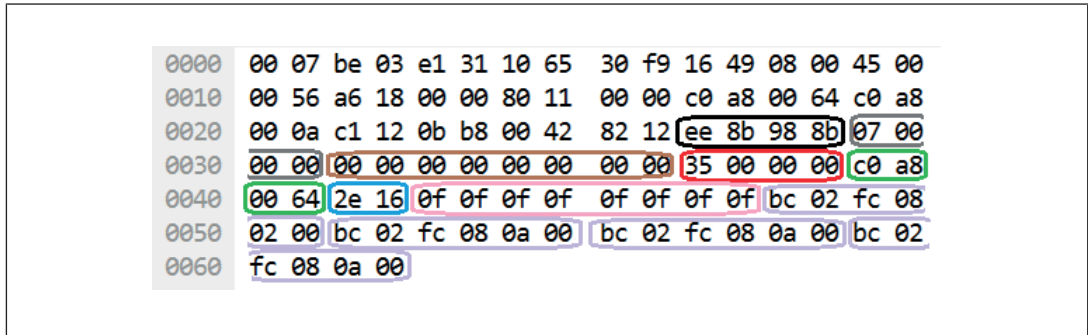 0000 00 07 be 03 e1 31 10 65 30 f9 16 49 08 00 45 00
0010 00 56 a6 18 00 00 80 11 00 00 c0 a8 00 64 c0 a8
0020 00 0a c1 12 0b b8 00 42 82 12 ee 8b 98 8b 07 00
0030 00 00 00 00 00 00 00 00 00 00 35 00 00 00 c0 a8
0040 00 64 2e 16 0f 0f 0f 0f 0f 0f 0f 0f bc 02 fc 08
0050 02 00 bc 02 fc 08 0a 00 bc 02 fc 08 0a 00 bc 02
0060 fc 08 0a 00